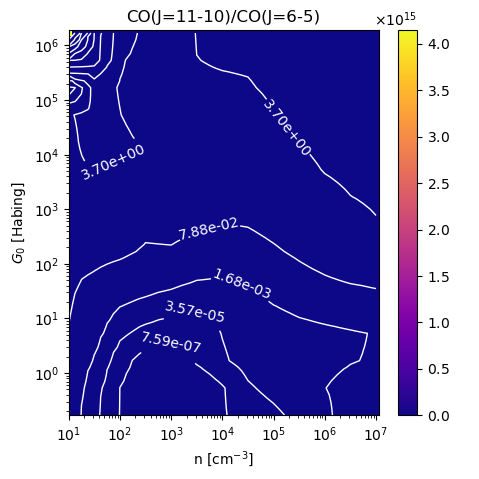 CO(J=11-10)/CO(J=6-5)
×10¹⁵
10⁶
10⁵
10⁴
10³
10²
10¹
10⁰
G₀ [Habing]
3.70e+00
3.70e+00
7.88e-02
1.68e-03
3.57e-05
7.59e-07
10¹ 10² 10³ 10⁴ 10⁵ 10⁶ 10⁷
n [cm⁻³]
4.0
3.5
3.0
2.5
2.0
1.5
1.0
0.5
0.0